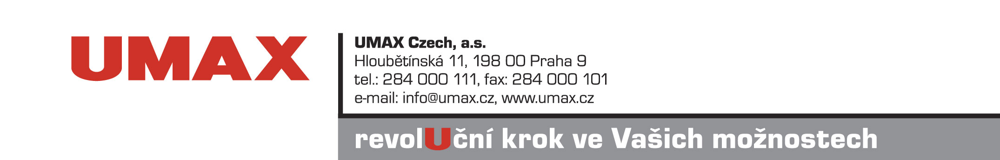 UMAX
UMAX Czech, a.s.
Hloubětínská 11, 198 00 Praha 9
tel.: 284 000 111, fax: 284 000 101
e-mail: info@umax.cz, www.umax.cz
revolUční krok ve Vašich možnostech